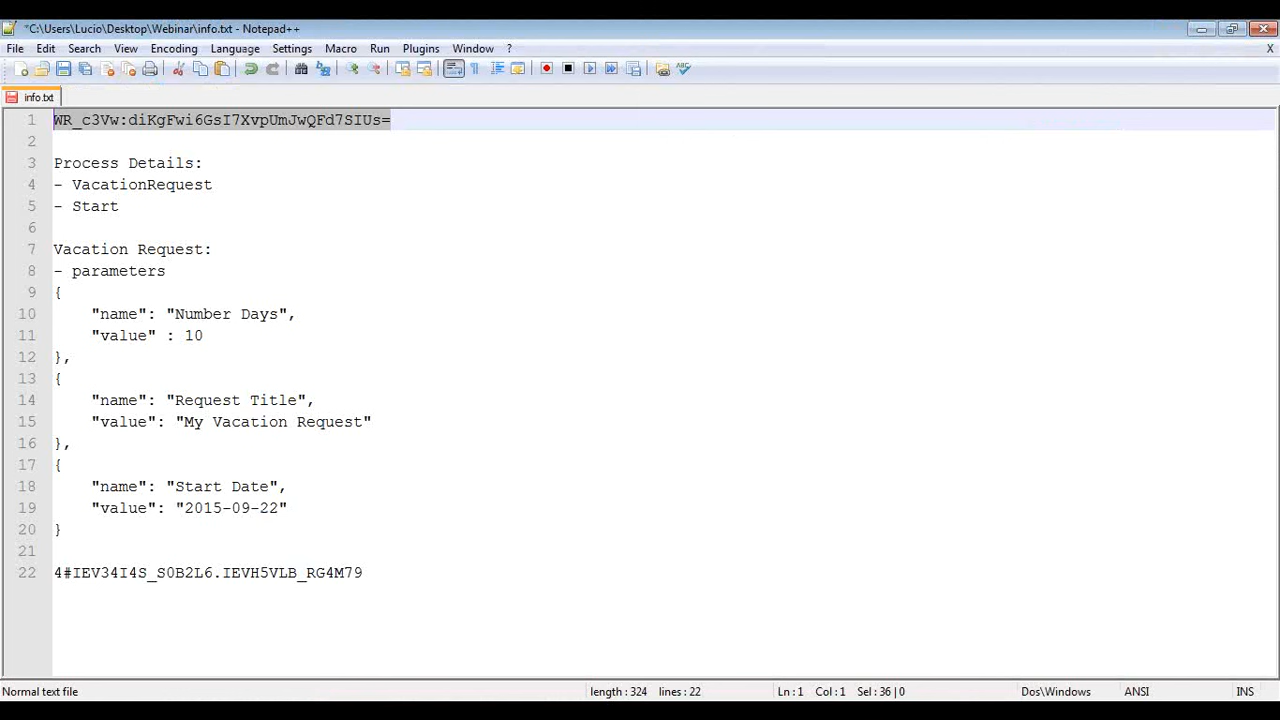 *C:\Users\Lucio\Desktop\Webinar\info.txt - Notepad++
File Edit Search View Encoding Language Settings Macro Run Plugins Window ? X
info.txt
1 WR_c3Vw:diKgFwi6GsI7XvpUmJwQFd7SIUs=
2
3 Process Details:
4 - VacationRequest
5 - Start
6
7 Vacation Request:
8 - parameters
9 {
10 "name": "Number Days",
11 "value" : 10
12 },
13 {
14 "name": "Request Title",
15 "value": "My Vacation Request"
16 },
17 {
18 "name": "Start Date",
19 "value": "2015-09-22"
20 }
21
22 4#IEV34I4S_S0B2L6.IEVH5VLB_RG4M79
Normal text file length : 324 lines : 22 Ln : 1 Col : 1 Sel : 36 | 0 Dos\Windows ANSI INS